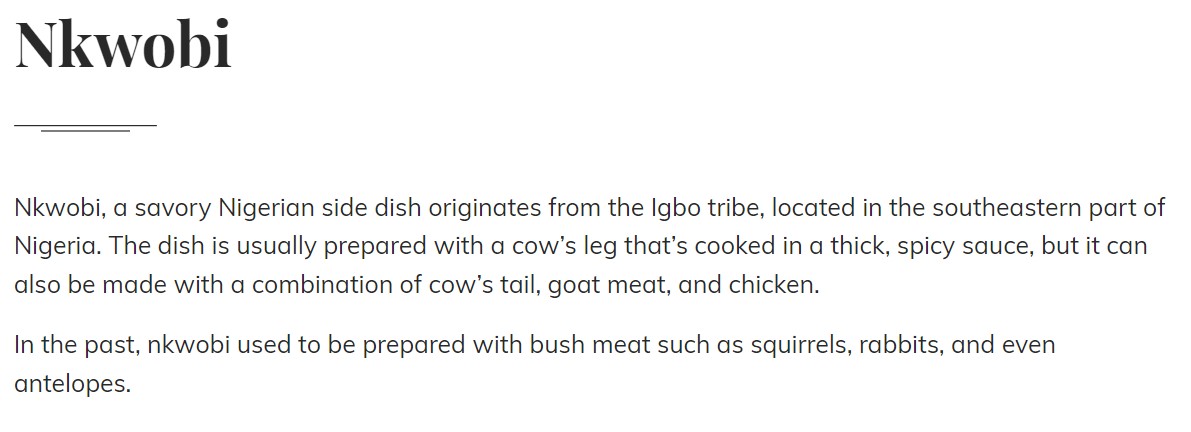 Nkwobi
Nkwobi, a savory Nigerian side dish originates from the Igbo tribe, located in the southeastern part of
Nigeria. The dish is usually prepared with a cow’s leg that’s cooked in a thick, spicy sauce, but it can
also be made with a combination of cow’s tail, goat meat, and chicken.
In the past, nkwobi used to be prepared with bush meat such as squirrels, rabbits, and even
antelopes.